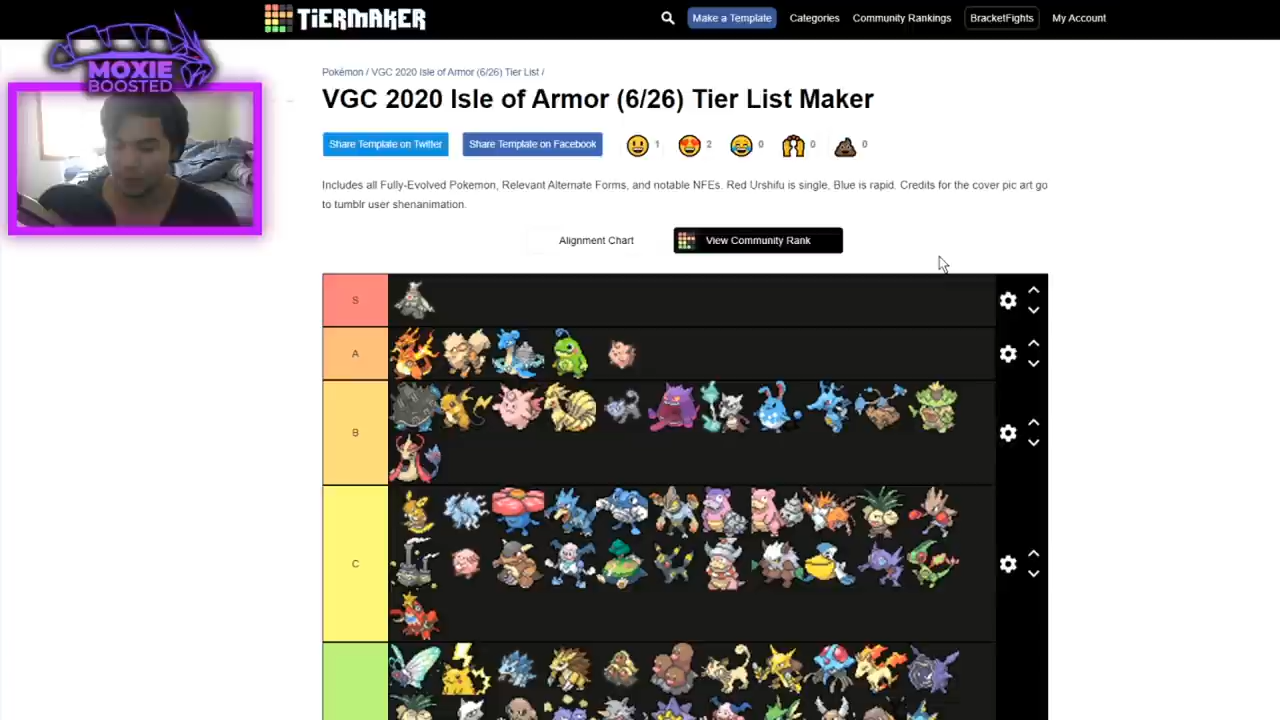 TiERMAKER
Make a Template
Categories
Community Rankings
BracketFights
My Account
MOXIE
BOOSTED
Pokémon / VGC 2020 Isle of Armor (6/26) Tier List /
VGC 2020 Isle of Armor (6/26) Tier List Maker
Share Template on Twitter
Share Template on Facebook
1
2
0
0
0
Includes all Fully-Evolved Pokemon, Relevant Alternate Forms, and notable NFEs. Red Urshifu is single, Blue is rapid. Credits for the cover pic art go
to tumblr user shenanimation.
Alignment Chart
View Community Rank
S
A
B
C